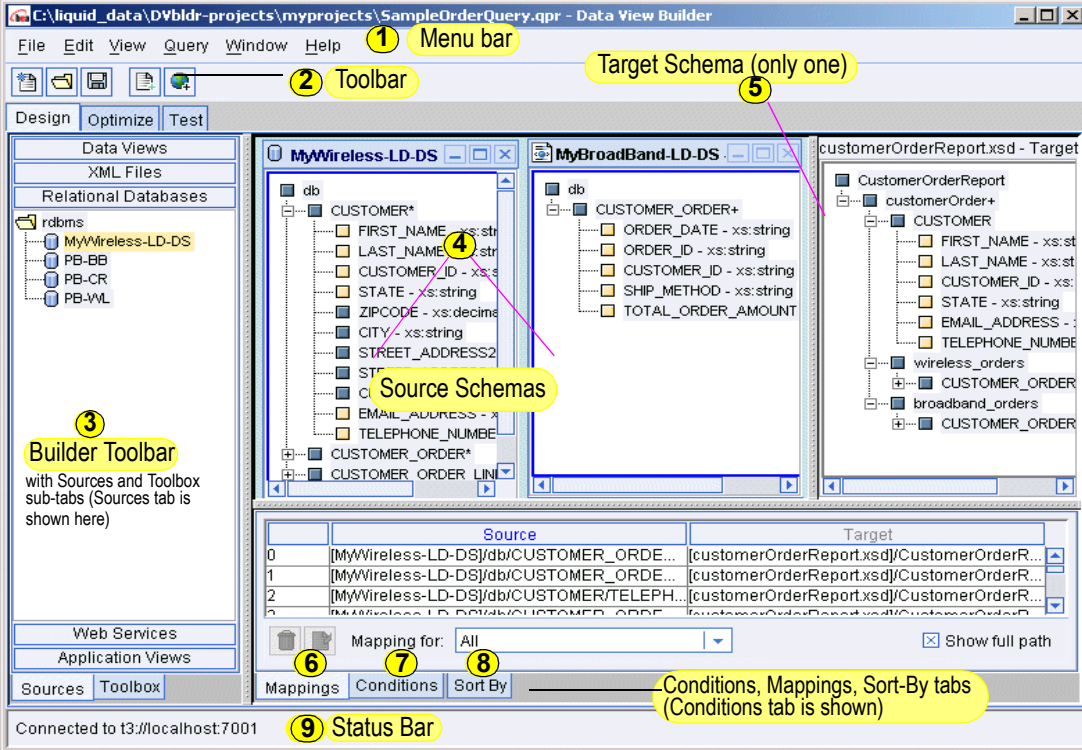 C:\liquid_data\DVbldr-projects\myprojects\SampleOrderQuery.qpr - Data View Builder
File Edit View Query Window Help
1 Menu bar
2 Toolbar
Target Schema (only one)
5
Design Optimize Test
Data Views
XML Files
Relational Databases
rdbms
MyWireless-LD-DS
PB-BB
PB-CR
PB-WL
3
Builder Toolbar
with Sources and Toolbox
sub-tabs (Sources tab is
shown here)
Web Services
Application Views
Sources Toolbox
MyWireless-LD-DS
db
CUSTOMER*
FIRST_NAME - xs:str
LAST_NAME - xs:str
CUSTOMER_ID - xs:s
STATE - xs:string
ZIPCODE - xs:decima
CITY - xs:string
STREET_ADDRESS2
EMAIL_ADDRESS - x
TELEPHONE_NUMBE
CUSTOMER_ORDER*
CUSTOMER_ORDER_LINE
4
Source Schemas
MyBroadBand-LD-DS
db
CUSTOMER_ORDER+
ORDER_DATE - xs:string
ORDER_ID - xs:string
CUSTOMER_ID - xs:string
SHIP_METHOD - xs:string
TOTAL_ORDER_AMOUNT
customerOrderReport.xsd - Target
CustomerOrderReport
customerOrder+
CUSTOMER
FIRST_NAME - xs:st
LAST_NAME - xs:st
CUSTOMER_ID - xs:
STATE - xs:string
EMAIL_ADDRESS - :
TELEPHONE_NUMBE
wireless_orders
CUSTOMER_ORDER
broadband_orders
CUSTOMER_ORDER
Source Target
0 [MyWireless-LD-DS]/db/CUSTOMER_ORDE... [customerOrderReport.xsd]/CustomerOrderR...
1 [MyWireless-LD-DS]/db/CUSTOMER_ORDE... [customerOrderReport.xsd]/CustomerOrderR...
2 [MyWireless-LD-DS]/db/CUSTOMER/TELEPH... [customerOrderReport.xsd]/CustomerOrderR...
Mapping for: All
Show full path
6 7 8
Mappings Conditions Sort By
Conditions, Mappings, Sort-By tabs
(Conditions tab is shown)
Connected to t3://localhost:7001
9 Status Bar